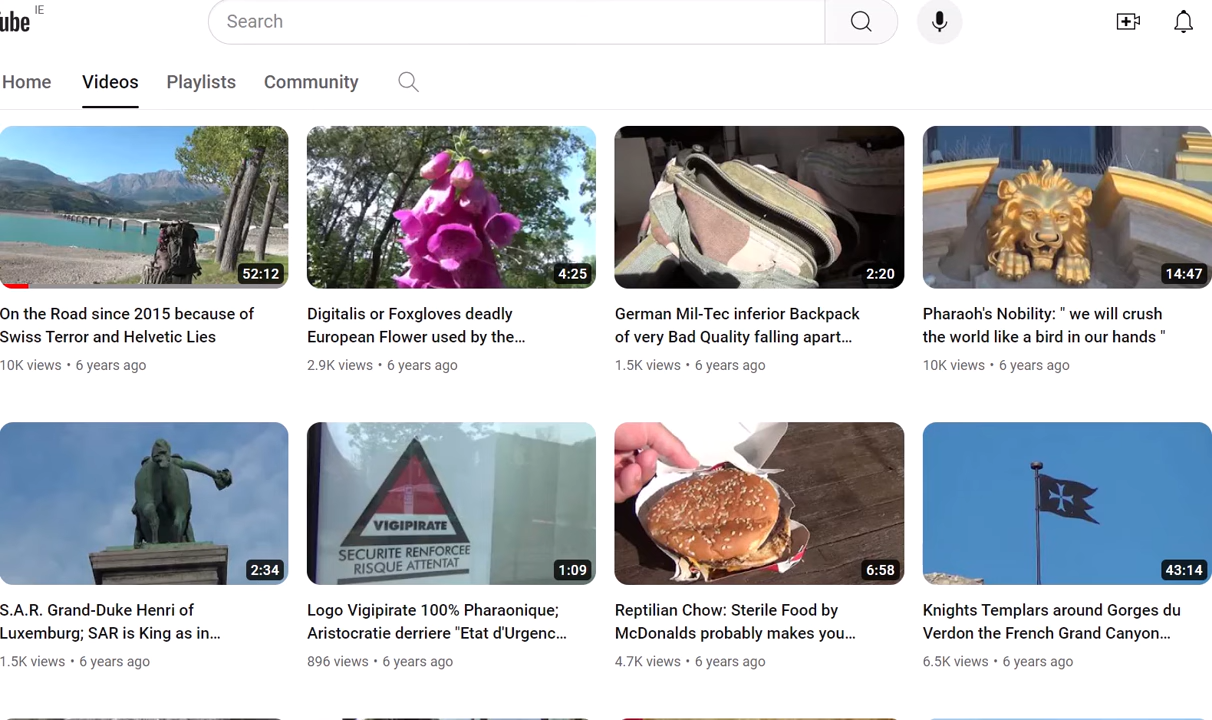 ube IE
Search
Home Videos Playlists Community
52:12
4:25
2:20
14:47
On the Road since 2015 because of
Swiss Terror and Helvetic Lies
10K views • 6 years ago
Digitalis or Foxgloves deadly
European Flower used by the...
2.9K views • 6 years ago
German Mil-Tec inferior Backpack
of very Bad Quality falling apart...
1.5K views • 6 years ago
Pharaoh's Nobility: " we will crush
the world like a bird in our hands "
10K views • 6 years ago
2:34
VIGIPIRATE
SECURITE RENFORCEE
RISQUE ATTENTAT
1:09
6:58
43:14
S.A.R. Grand-Duke Henri of
Luxemburg; SAR is King as in...
1.5K views • 6 years ago
Logo Vigipirate 100% Pharaonique;
Aristocratie derriere "Etat d'Urgenc...
896 views • 6 years ago
Reptilian Chow: Sterile Food by
McDonalds probably makes you...
4.7K views • 6 years ago
Knights Templars around Gorges du
Verdon the French Grand Canyon...
6.5K views • 6 years ago